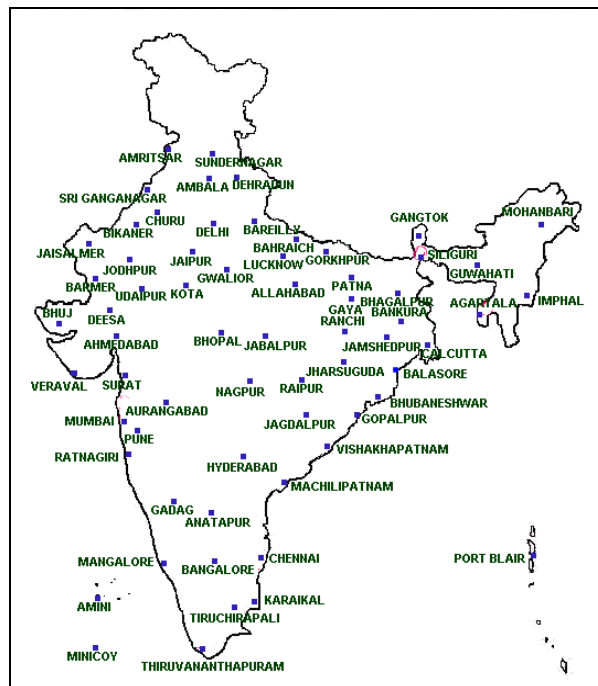 AMRITSAR
SUNDERNAGAR
AMBALA
DEHRADUN
SRI GANGANAGAR
CHURU
BIKANER
DELHI
BAREILLY
GANGTOK
MOHANBARI
JAISALMER
JODHPUR
JAIPUR
BAHRAICH
LUCKNOW
GORKHPUR
SILIGURI
GUWAHATI
BARMER
UDAIPUR
KOTA
GWALIOR
ALLAHABAD
PATNA
BHAGALPUR
AGARTALA
IMPHAL
BHUJ
DEESA
GAYA
RANCHI
BANKURA
AHMEDABAD
BHOPAL
JABALPUR
JAMSHEDPUR
CALCUTTA
VERAVAL
SURAT
NAGPUR
RAIPUR
JHARSUGUDA
BALASORE
AURANGABAD
BHUBANESHWAR
MUMBAI
PUNE
JAGDALPUR
GOPALPUR
RATNAGIRI
HYDERABAD
VISHAKHAPATNAM
MACHILIPATNAM
GADAG
ANATAPUR
MANGALORE
BANGALORE
CHENNAI
PORT BLAIR
AMINI
TIRUCHIRAPALI
KARAIKAL
MINICOY
THIRUVANANTHAPURAM